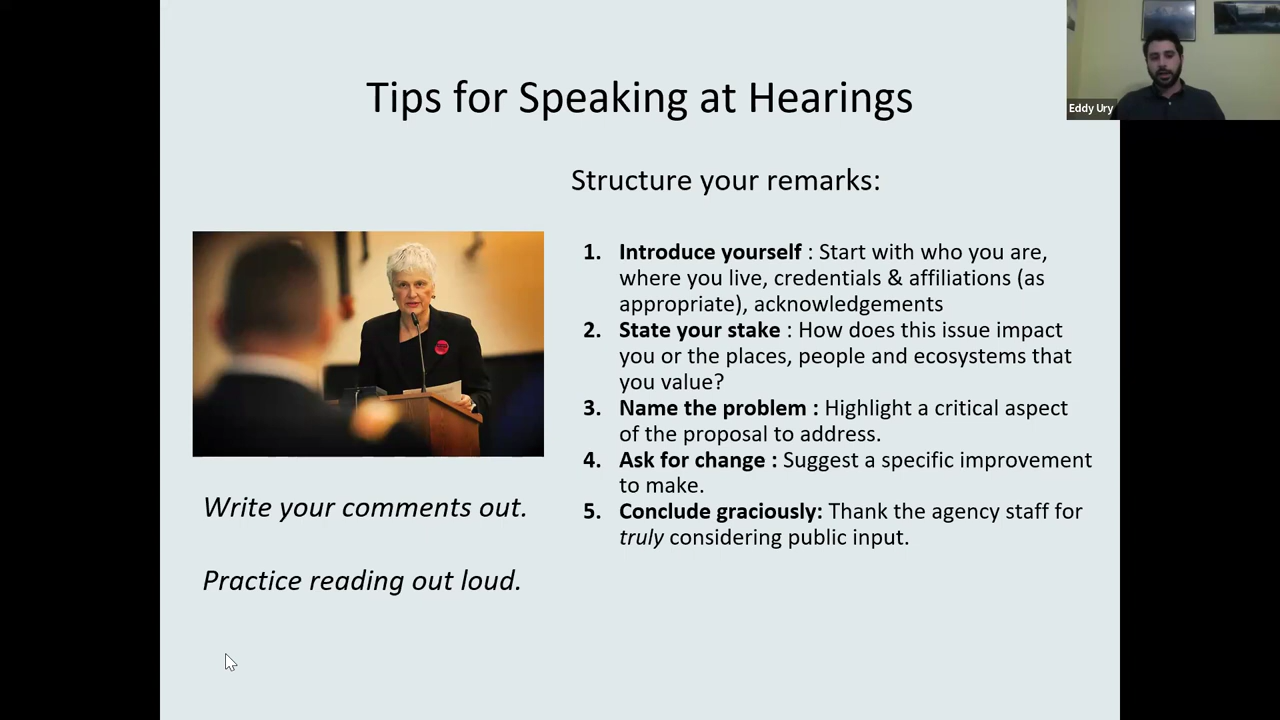 Tips for Speaking at Hearings
Eddy Ury
Structure your remarks:
1. Introduce yourself : Start with who you are,
where you live, credentials & affiliations (as
appropriate), acknowledgements
2. State your stake : How does this issue impact
you or the places, people and ecosystems that
you value?
3. Name the problem : Highlight a critical aspect
of the proposal to address.
4. Ask for change : Suggest a specific improvement
to make.
5. Conclude graciously: Thank the agency staff for
truly considering public input.
Write your comments out.
Practice reading out loud.